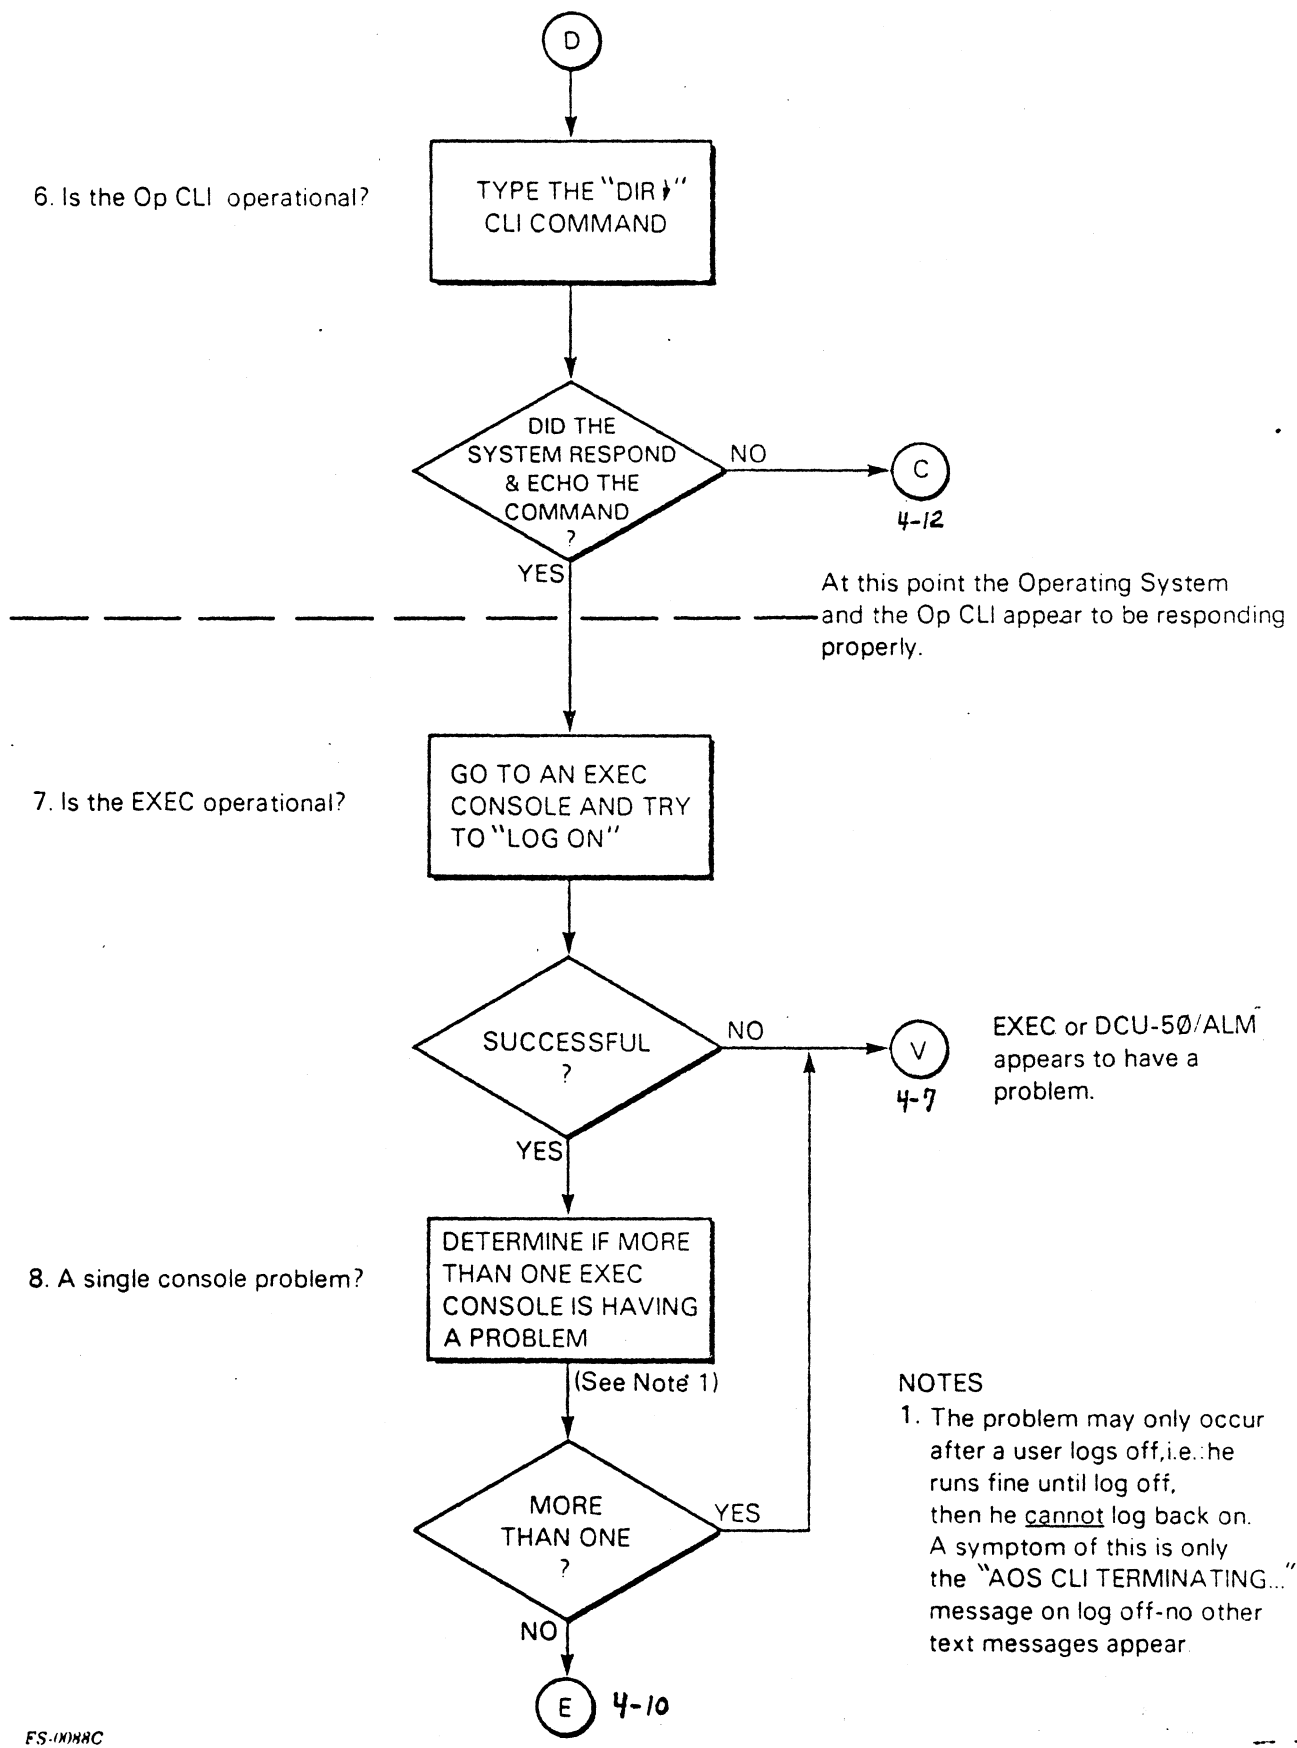 D
6. Is the Op CLI operational?
TYPE THE "DIR↓"
CLI COMMAND
DID THE
SYSTEM RESPOND
& ECHO THE
COMMAND
?
NO
C
4-12
YES
At this point the Operating System
and the Op CLI appear to be responding
properly.
7. Is the EXEC operational?
GO TO AN EXEC
CONSOLE AND TRY
TO "LOG ON"
SUCCESSFUL
?
NO
V
4-7
EXEC or DCU-5Ø/ALM
appears to have a
problem.
YES
8. A single console problem?
DETERMINE IF MORE
THAN ONE EXEC
CONSOLE IS HAVING
A PROBLEM
(See Note 1)
MORE
THAN ONE
?
YES
NO
E
4-10
NOTES
1. The problem may only occur
after a user logs off,i.e.:he
runs fine until log off,
then he cannot log back on.
A symptom of this is only
the "AOS CLI TERMINATING..."
message on log off-no other
text messages appear
FS-0088C